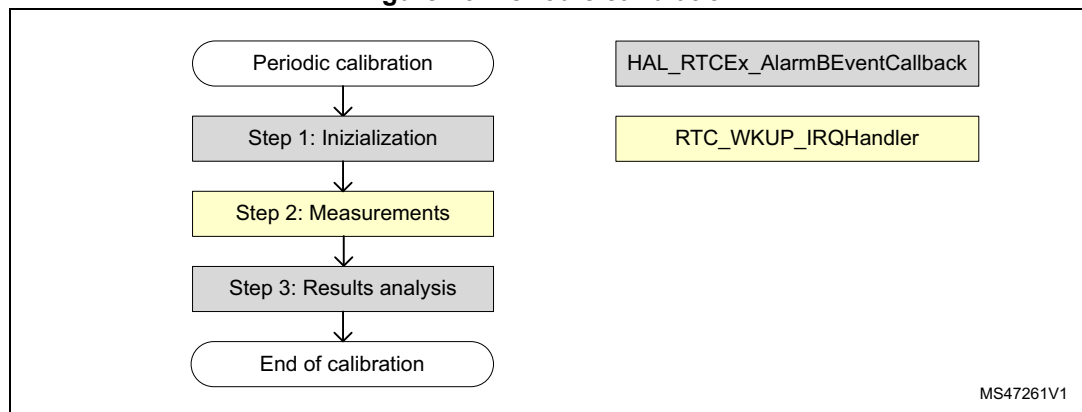 Periodic calibration
HAL_RTCEx_AlarmBEventCallback
Step 1: Inizialization
RTC_WKUP_IRQHandler
Step 2: Measurements
Step 3: Results analysis
End of calibration
MS47261V1